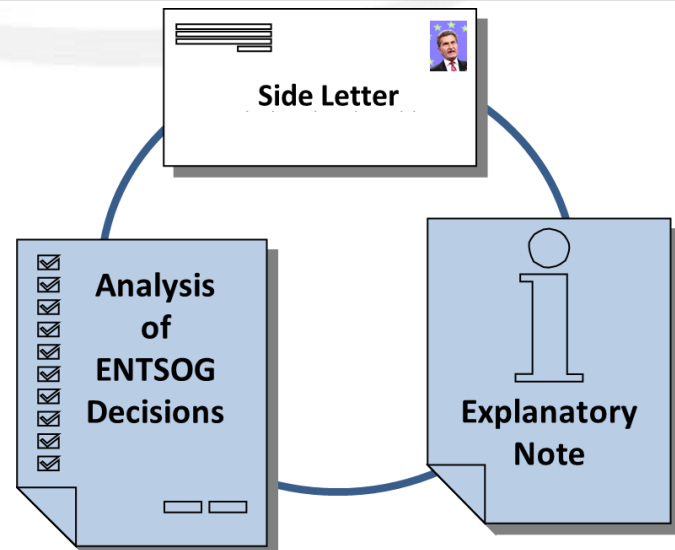 Side Letter
Analysis
of
ENTSOG
Decisions
Explanatory
Note